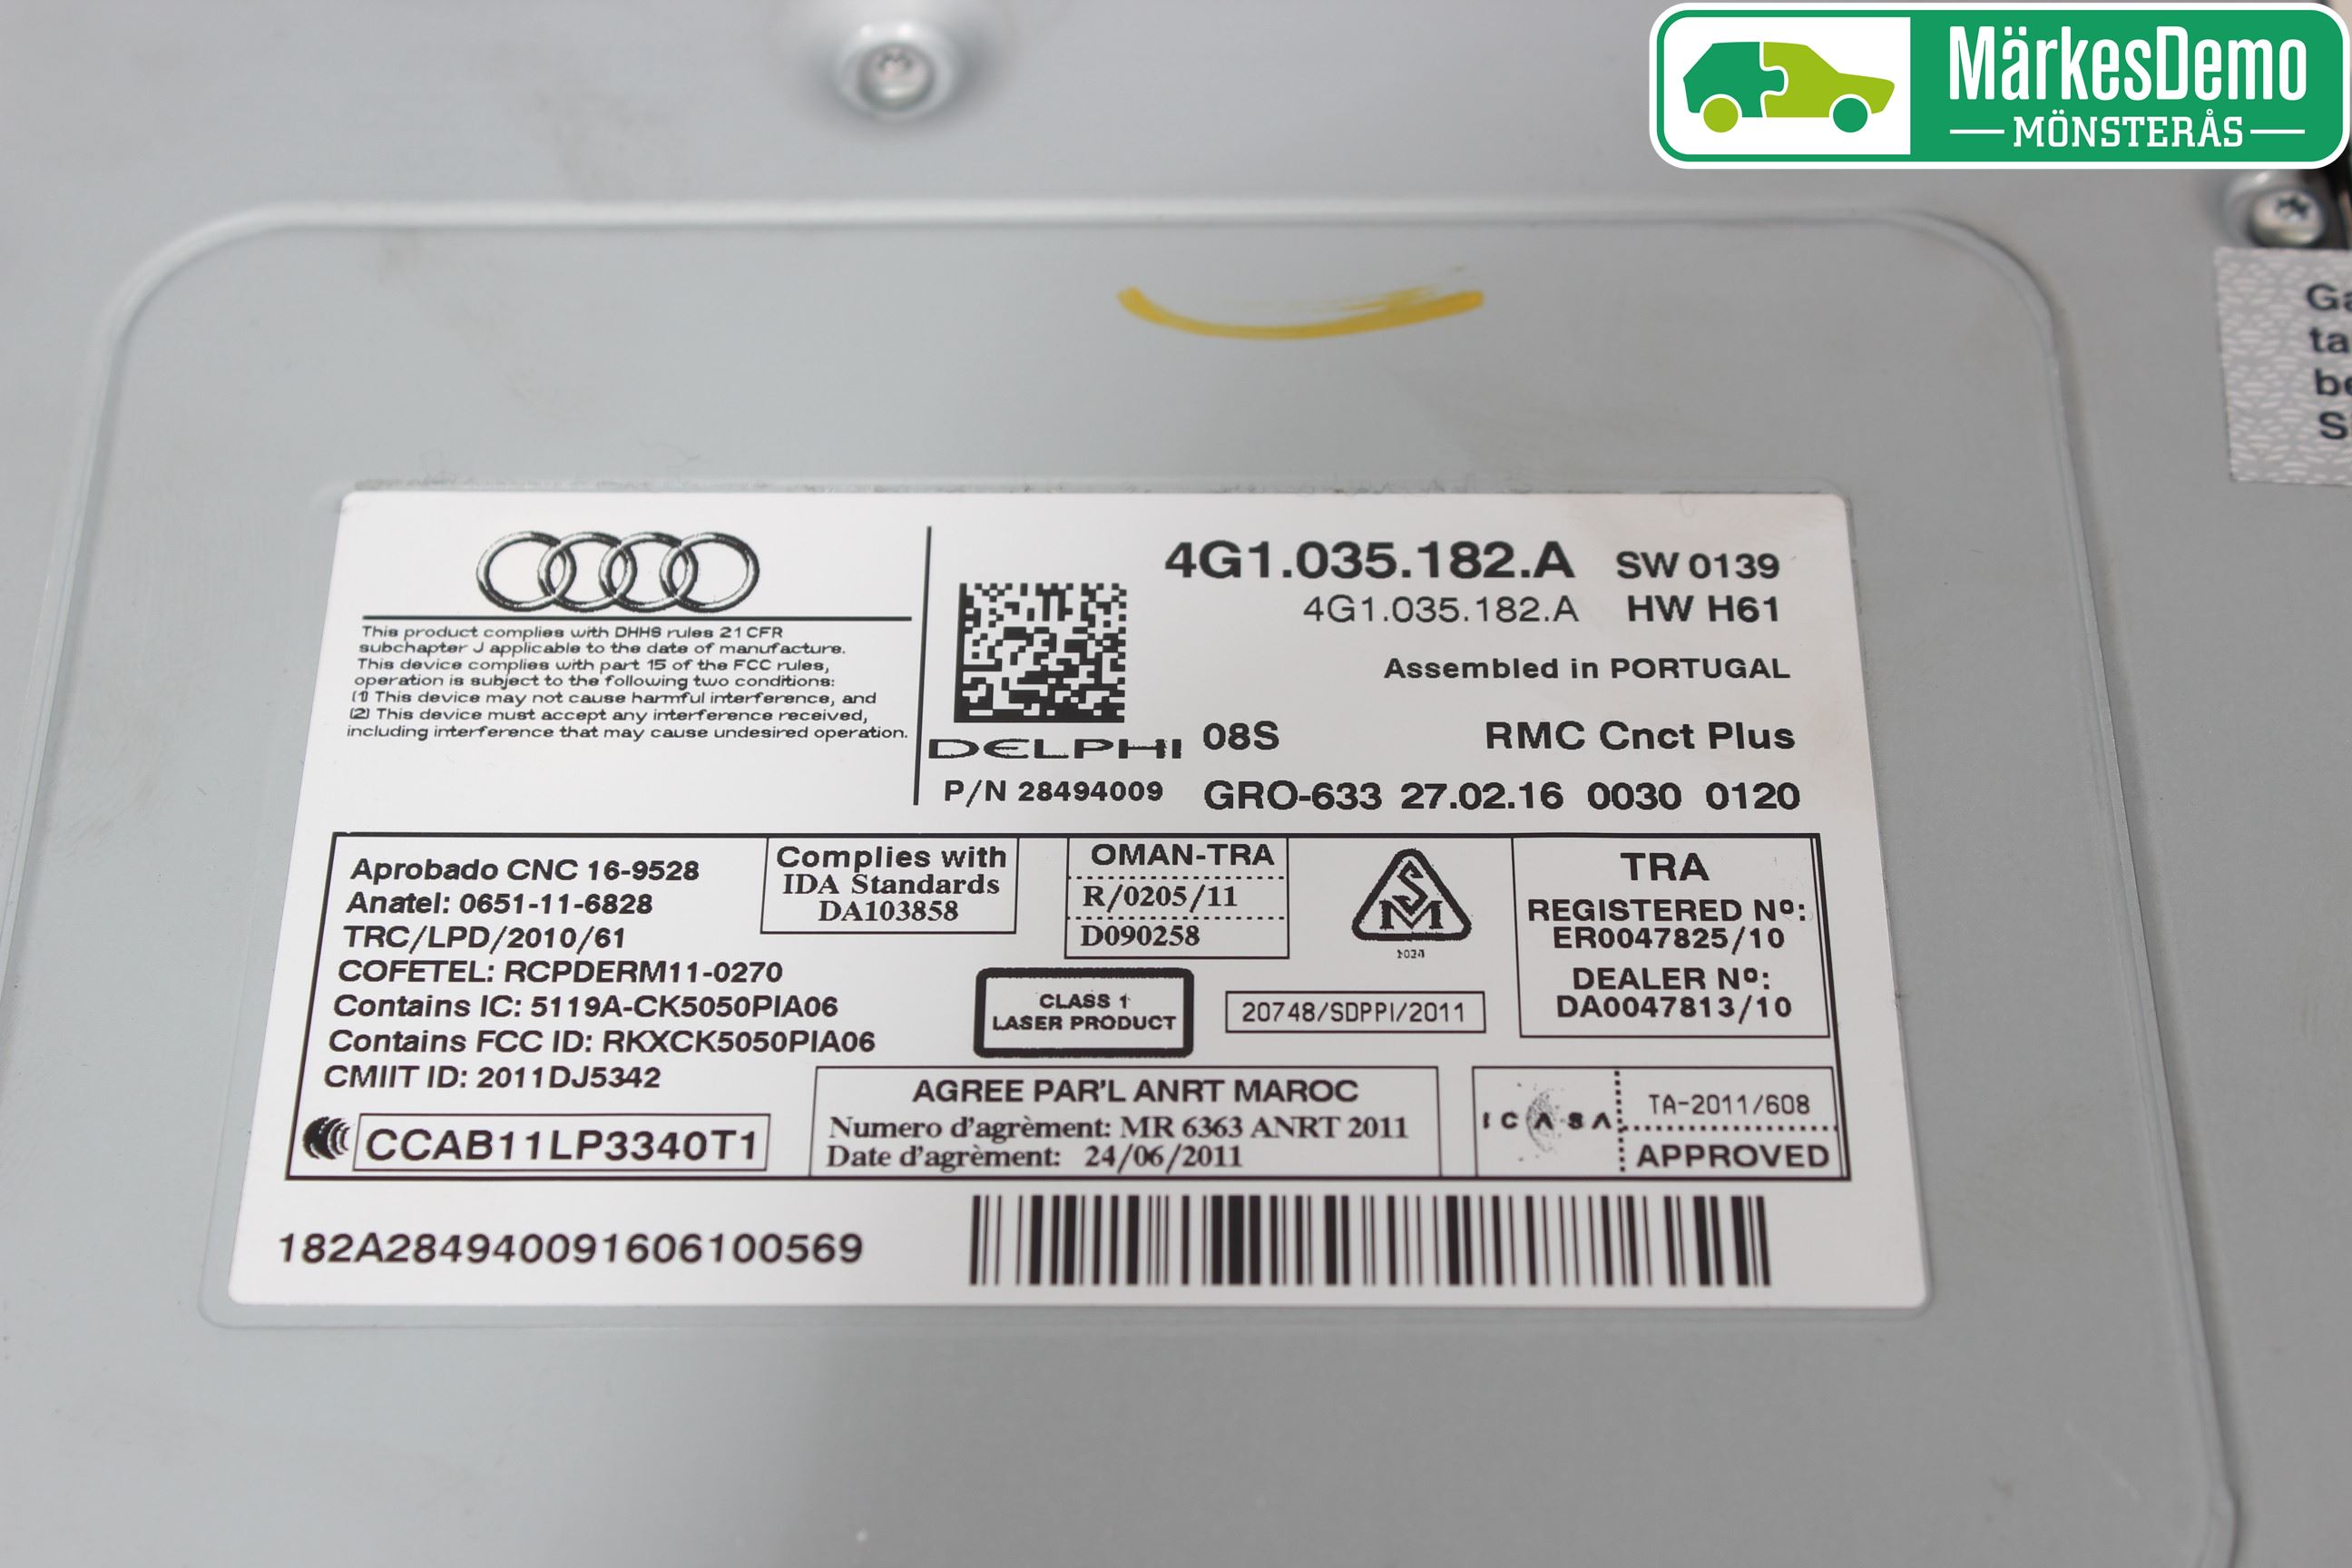 MärkesDemo
MÖNSTERÅS
Ga
ta
be
S
4G1.035.182.A SW 0139
4G1.035.182.A HW H61
Assembled in PORTUGAL
This product complies with DHHS rules 21 CFR
subchapter J applicable to the date of manufacture.
This device complies with part 15 of the FCC rules,
operation is subject to the following two conditions:
(1) This device may not cause harmful interference, and
(2) This device must accept any interference received,
including interference that may cause undesired operation.
DELPHI 08S RMC Cnct Plus
P/N 28494009 GRO-633 27.02.16 0030 0120
Aprobado CNC 16-9528
Anatel: 0651-11-6828
TRC/LPD/2010/61
COFETEL: RCPDERM11-0270
Contains IC: 5119A-CK5050PIA06
Contains FCC ID: RKXCK5050PIA06
CMIIT ID: 2011DJ5342
CCAB11LP3340T1
Complies with
IDA Standards
DA103858
OMAN-TRA
R/0205/11
D090258
SM
TRA
REGISTERED Nº:
ER0047825/10
DEALER Nº:
DA0047813/10
CLASS 1
LASER PRODUCT
20748/SDPPI/2011
AGREE PAR'L ANRT MAROC
Numero d'agrèment: MR 6363 ANRT 2011
Date d'agrèment: 24/06/2011
ICASA
TA-2011/608
APPROVED
182A284940091606100569